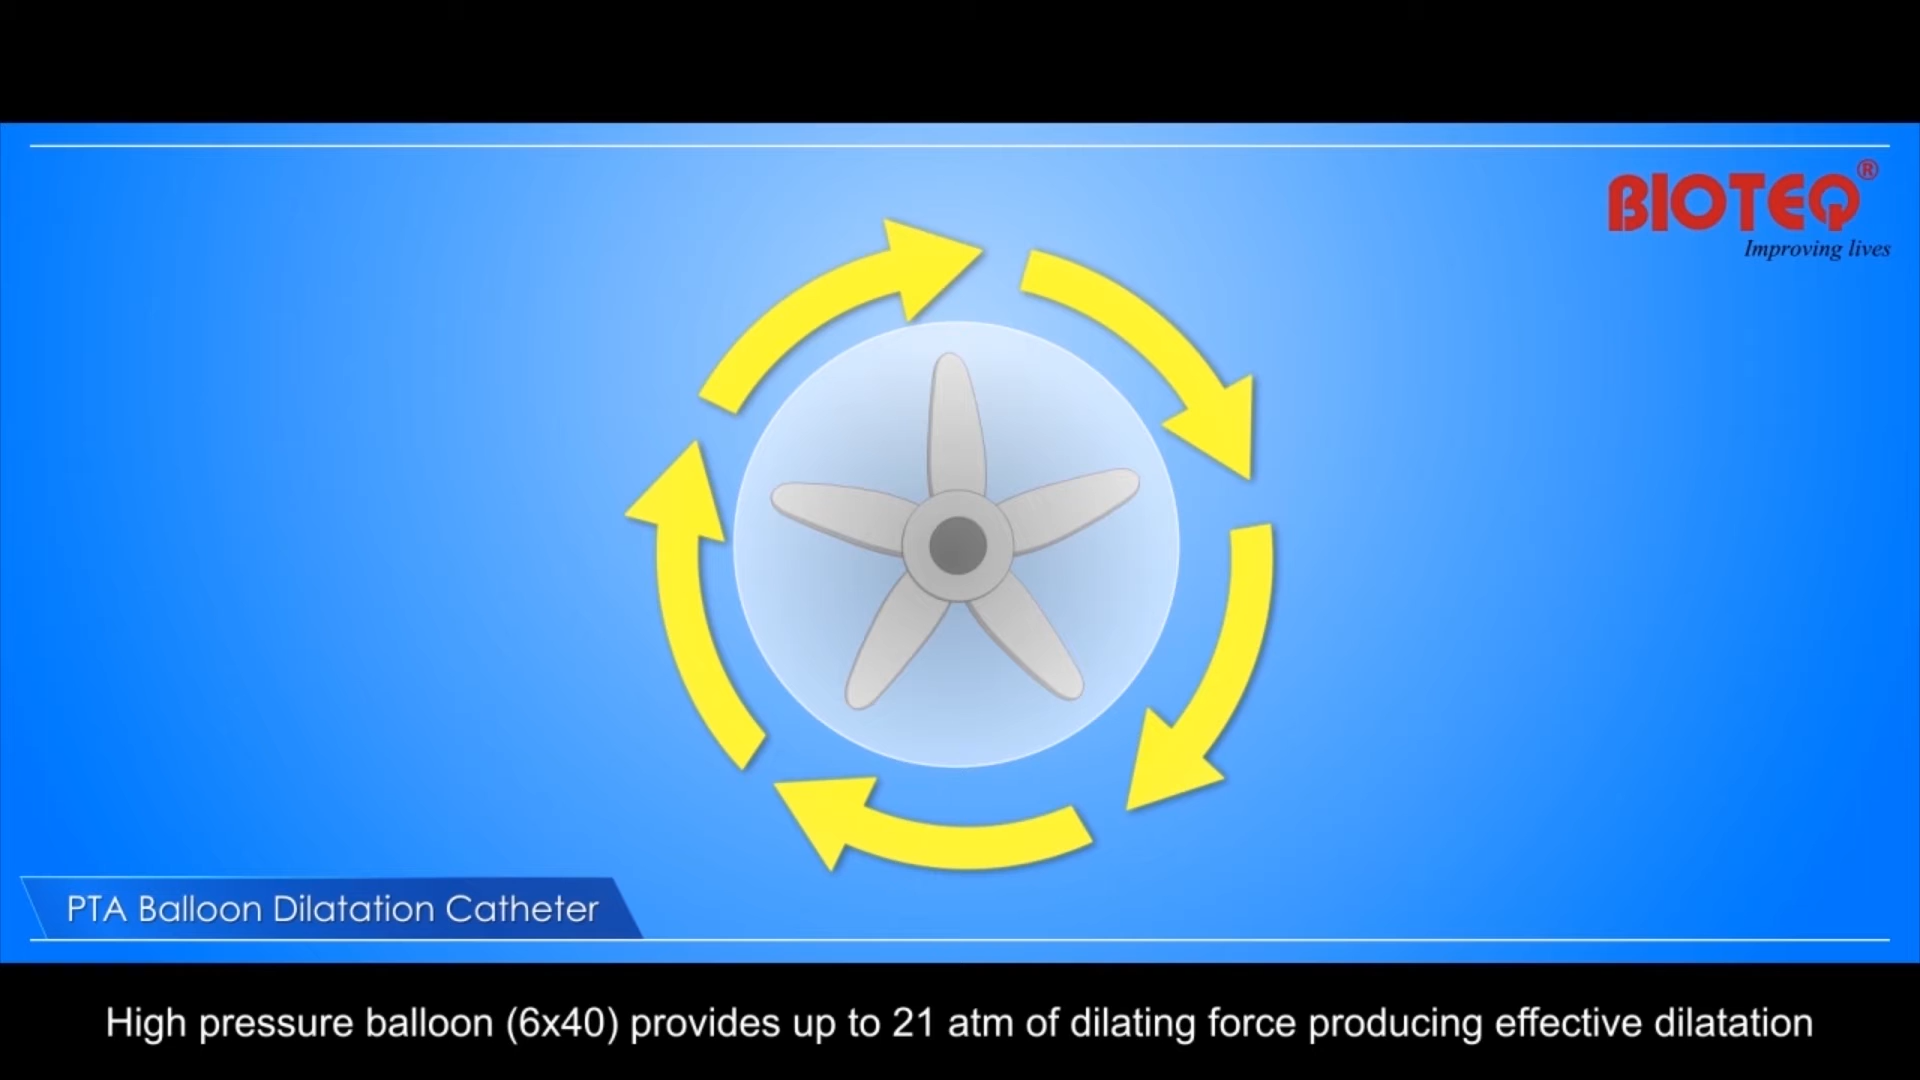 BIOTEQ®
Improving lives
PTA Balloon Dilatation Catheter
High pressure balloon (6x40) provides up to 21 atm of dilating force producing effective dilatation